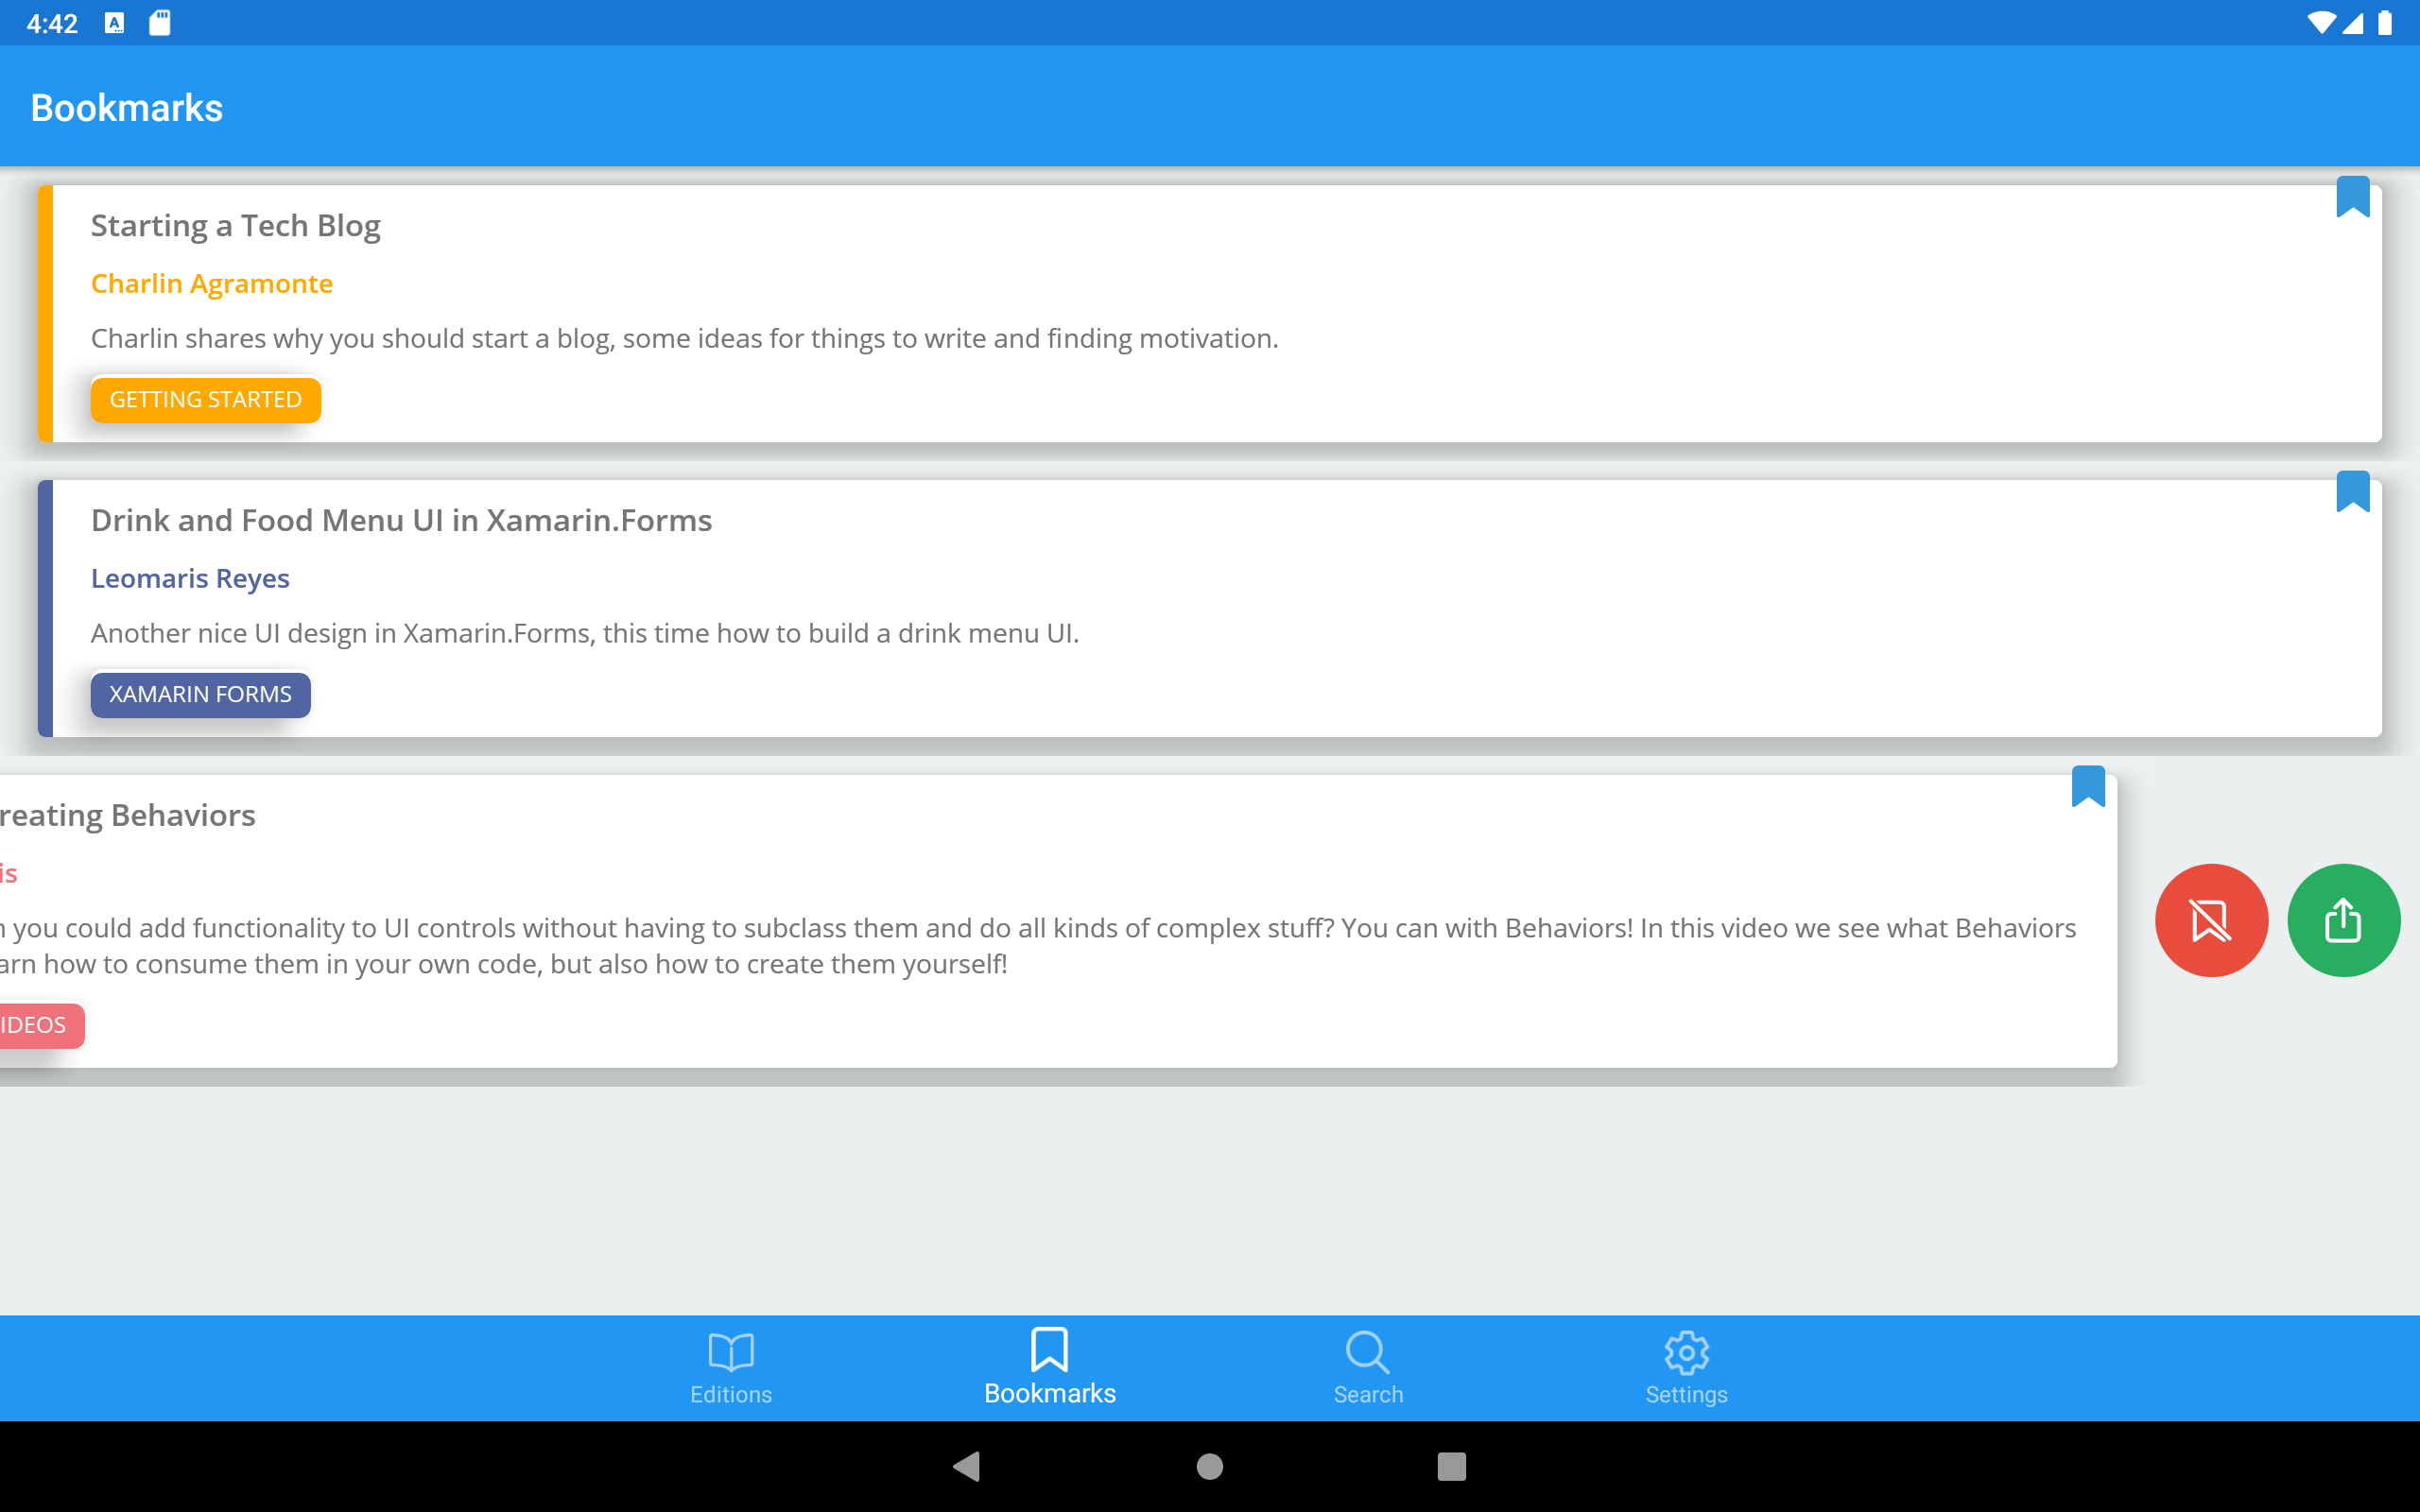 4:42
Bookmarks
Starting a Tech Blog
Charlin Agramonte
Charlin shares why you should start a blog, some ideas for things to write and finding motivation.
GETTING STARTED
Drink and Food Menu UI in Xamarin.Forms
Leomaris Reyes
Another nice UI design in Xamarin.Forms, this time how to build a drink menu UI.
XAMARIN FORMS
reating Behaviors
is
you could add functionality to UI controls without having to subclass them and do all kinds of complex stuff? You can with Behaviors! In this video we see what Behaviors
arn how to consume them in your own code, but also how to create them yourself!
IDEOS
Editions
Bookmarks
Search
Settings